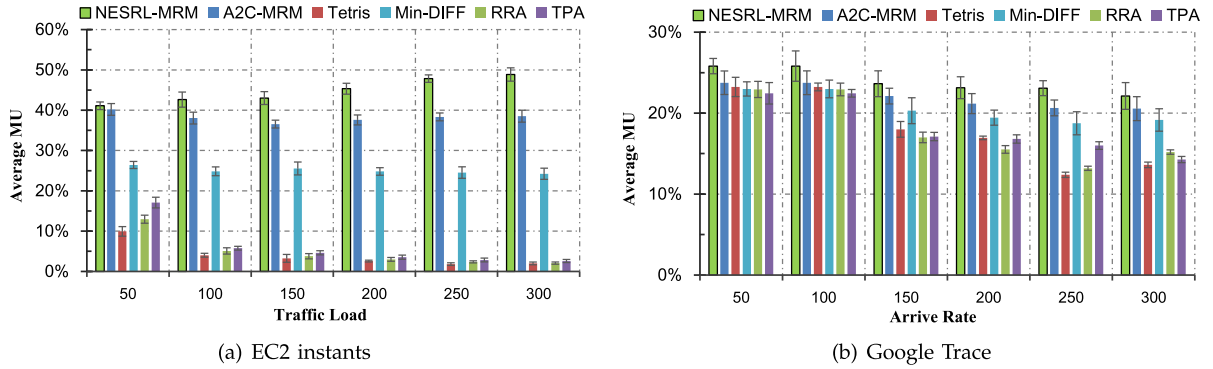 NESRL-MRM A2C-MRM Tetris Min-DIFF RRA TPA
60%
50%
40%
30%
20%
10%
0%
Average MU
50 100 150 200 250 300
Traffic Load
(a) EC2 instants
NESRL-MRM A2C-MRM Tetris Min-DIFF RRA TPA
30%
20%
10%
0%
Average MU
50 100 150 200 250 300
Arrive Rate
(b) Google Trace